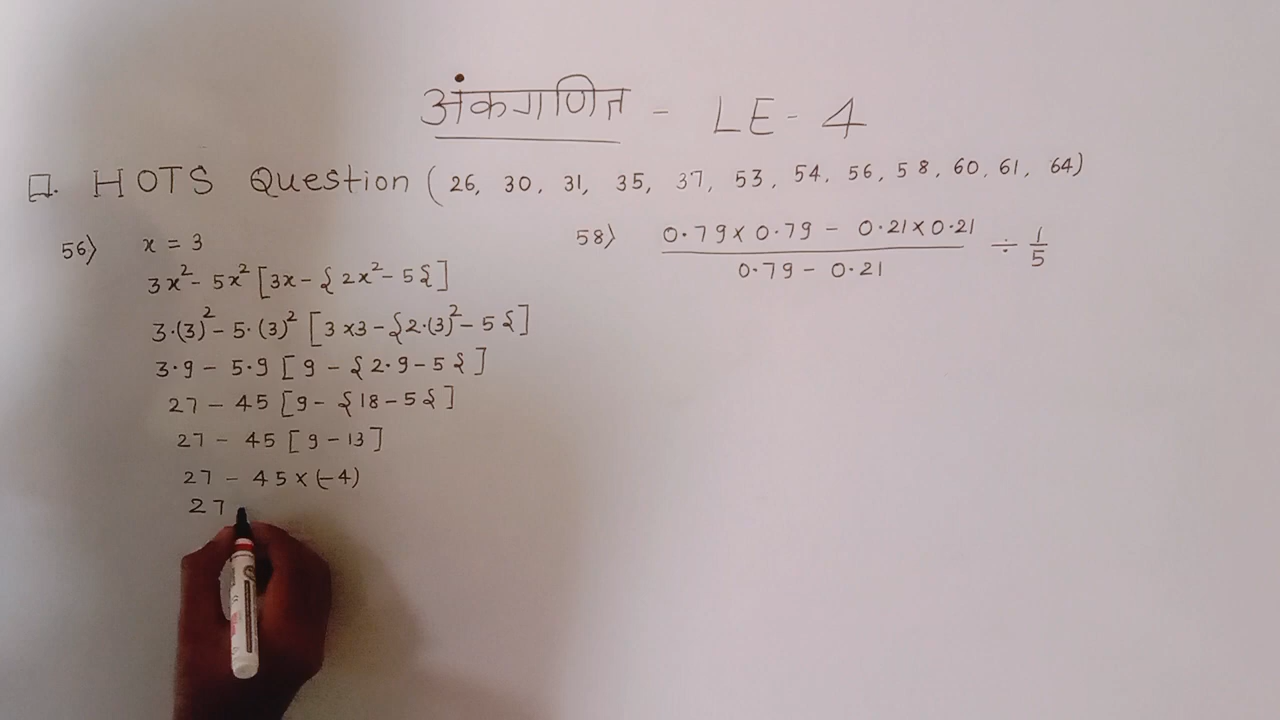 अंकगणित - LE - 4
□. HOTS Question (26, 30, 31, 35, 37, 53, 54, 56, 58, 60, 61, 64)
56) x = 3
3x² - 5x² [3x - { 2x² - 5 }]
3·(3)² - 5·(3)² [3 x3 - {2·(3)² - 5 }]
3·9 - 5·9 [9 - {2·9 - 5 }]
27 - 45 [9 - {18 - 5}]
27 - 45 [9 - 13]
27 - 45 x (-4)
27
58) 0.79 x 0.79 - 0.21 x 0.21 ÷ 1
0.79 - 0.21 5